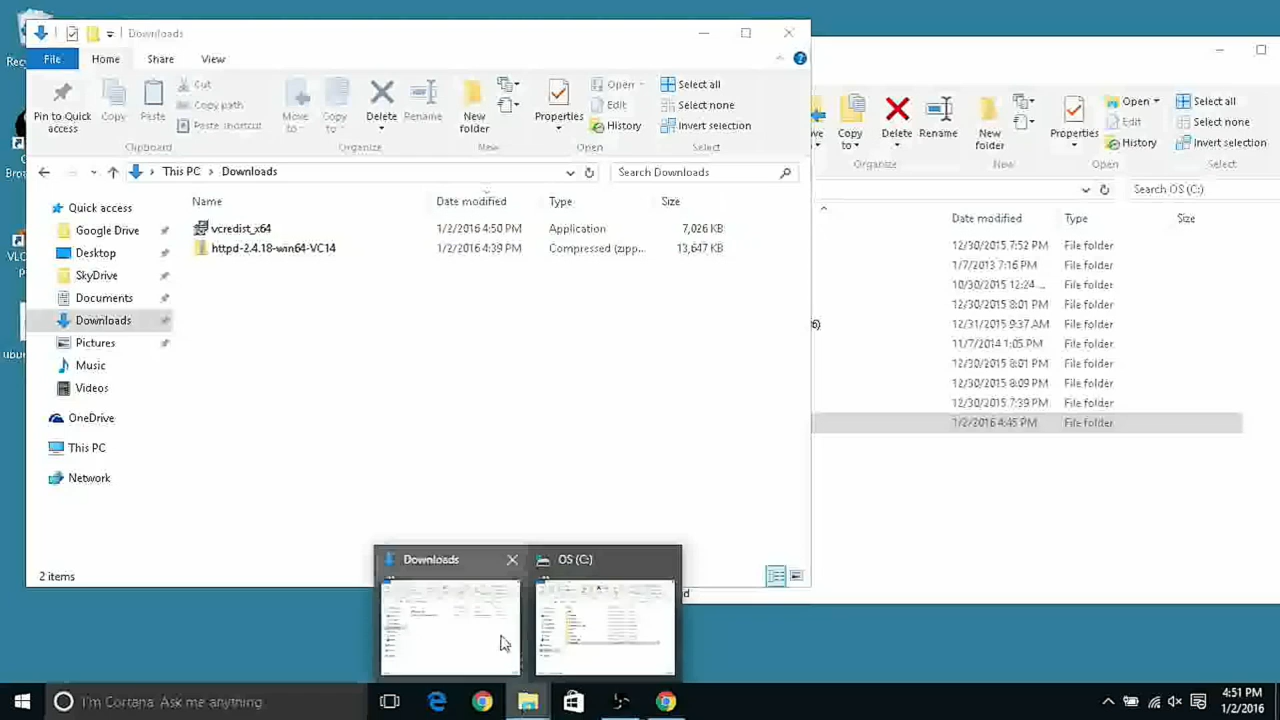 Downloads
File Home Share View
Pin to Quick access
Copy
Paste
Cut
Copy path
Paste shortcut
Clipboard
Move to
Copy to
Delete
Rename
Organize
New folder
New
Properties
Open
Edit
History
Open
Select all
Select none
Invert selection
Select
This PC > Downloads
Search Downloads
Name Date modified Type Size
vcredist_x64 1/2/2016 4:50 PM Application 7,026 KB
httpd-2.4.18-win64-VC14 1/2/2016 4:39 PM Compressed (zipp... 13,647 KB
Quick access
Google Drive
Desktop
SkyDrive
Documents
Downloads
Pictures
Music
Videos
OneDrive
This PC
Network
2 items
Copy to
Delete
Rename
Organize
New folder
New
Properties
Open
Edit
History
Open
Select all
Select none
Invert selection
Select
Search OS (C:)
Date modified Type Size
12/30/2015 7:52 PM File folder
1/7/2013 7:16 PM File folder
10/30/2015 12:24 ... File folder
12/30/2015 8:01 PM File folder
12/31/2015 9:37 AM File folder
11/7/2014 1:05 PM File folder
12/30/2015 8:01 PM File folder
12/30/2015 8:09 PM File folder
12/30/2015 7:39 PM File folder
1/2/2016 4:45 PM File folder
Downloads
OS (C:)
I'm Cortana. Ask me anything.
4:51 PM
1/2/2016